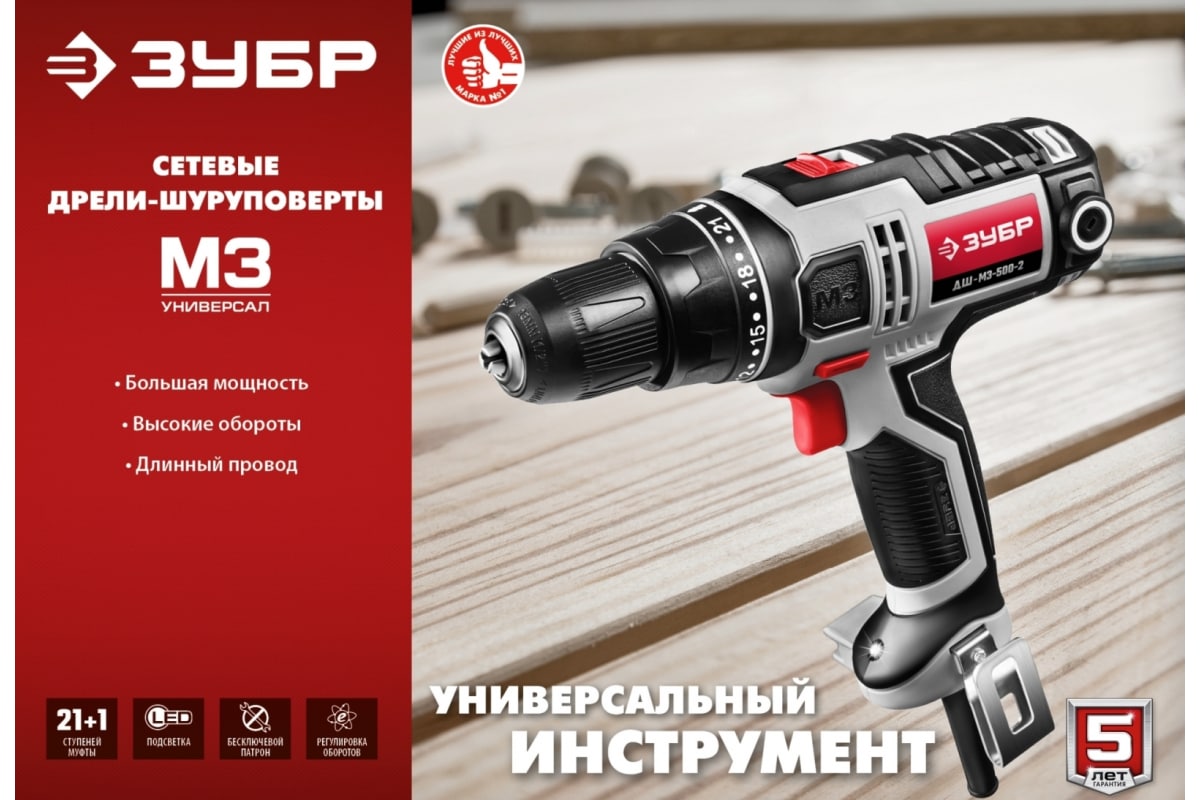 ЗУБР
СЕТЕВЫЕ
ДРЕЛИ-ШУРУПОВЕРТЫ
М3
УНИВЕРСАЛ
• Большая мощность
• Высокие обороты
• Длинный провод
21+1
СТУПЕНЕЙ
МУФТЫ
LED
ПОДСВЕТКА
БЕСКЛЮЧЕВОЙ
ПАТРОН
e
РЕГУЛИРОВКА
ОБОРОТОВ
ЛУЧШИЕ ИЗ ЛУЧШИХ
МАРКА №1
21 • 18 • • 15 •
М3
ЗУБР
ДШ-М3-500-2
ЗУБР
УНИВЕРСАЛЬНЫЙ
ИНСТРУМЕНТ
5
лет
ГАРАНТИЯ